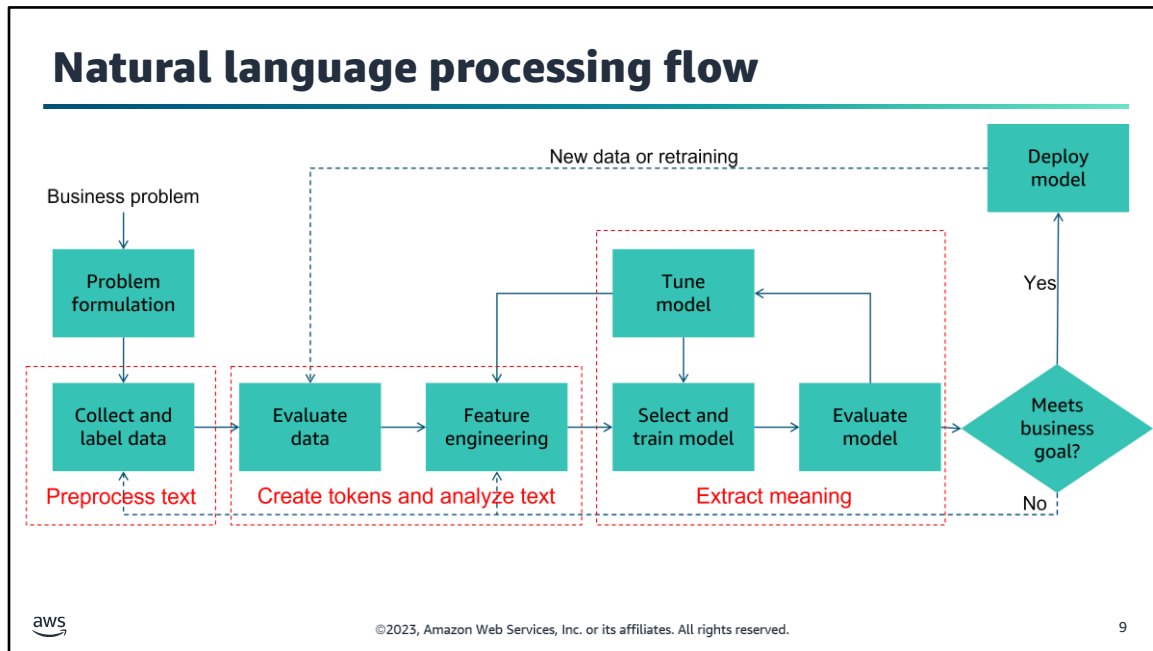 Natural language processing flow
New data or retraining
Deploy
model
Business problem
Problem
formulation
Tune
model
Yes
Collect and
label data
Evaluate
data
Feature
engineering
Select and
train model
Evaluate
model
Meets
business
goal?
Preprocess text
Create tokens and analyze text
Extract meaning
No
aws
©2023, Amazon Web Services, Inc. or its affiliates. All rights reserved.
9